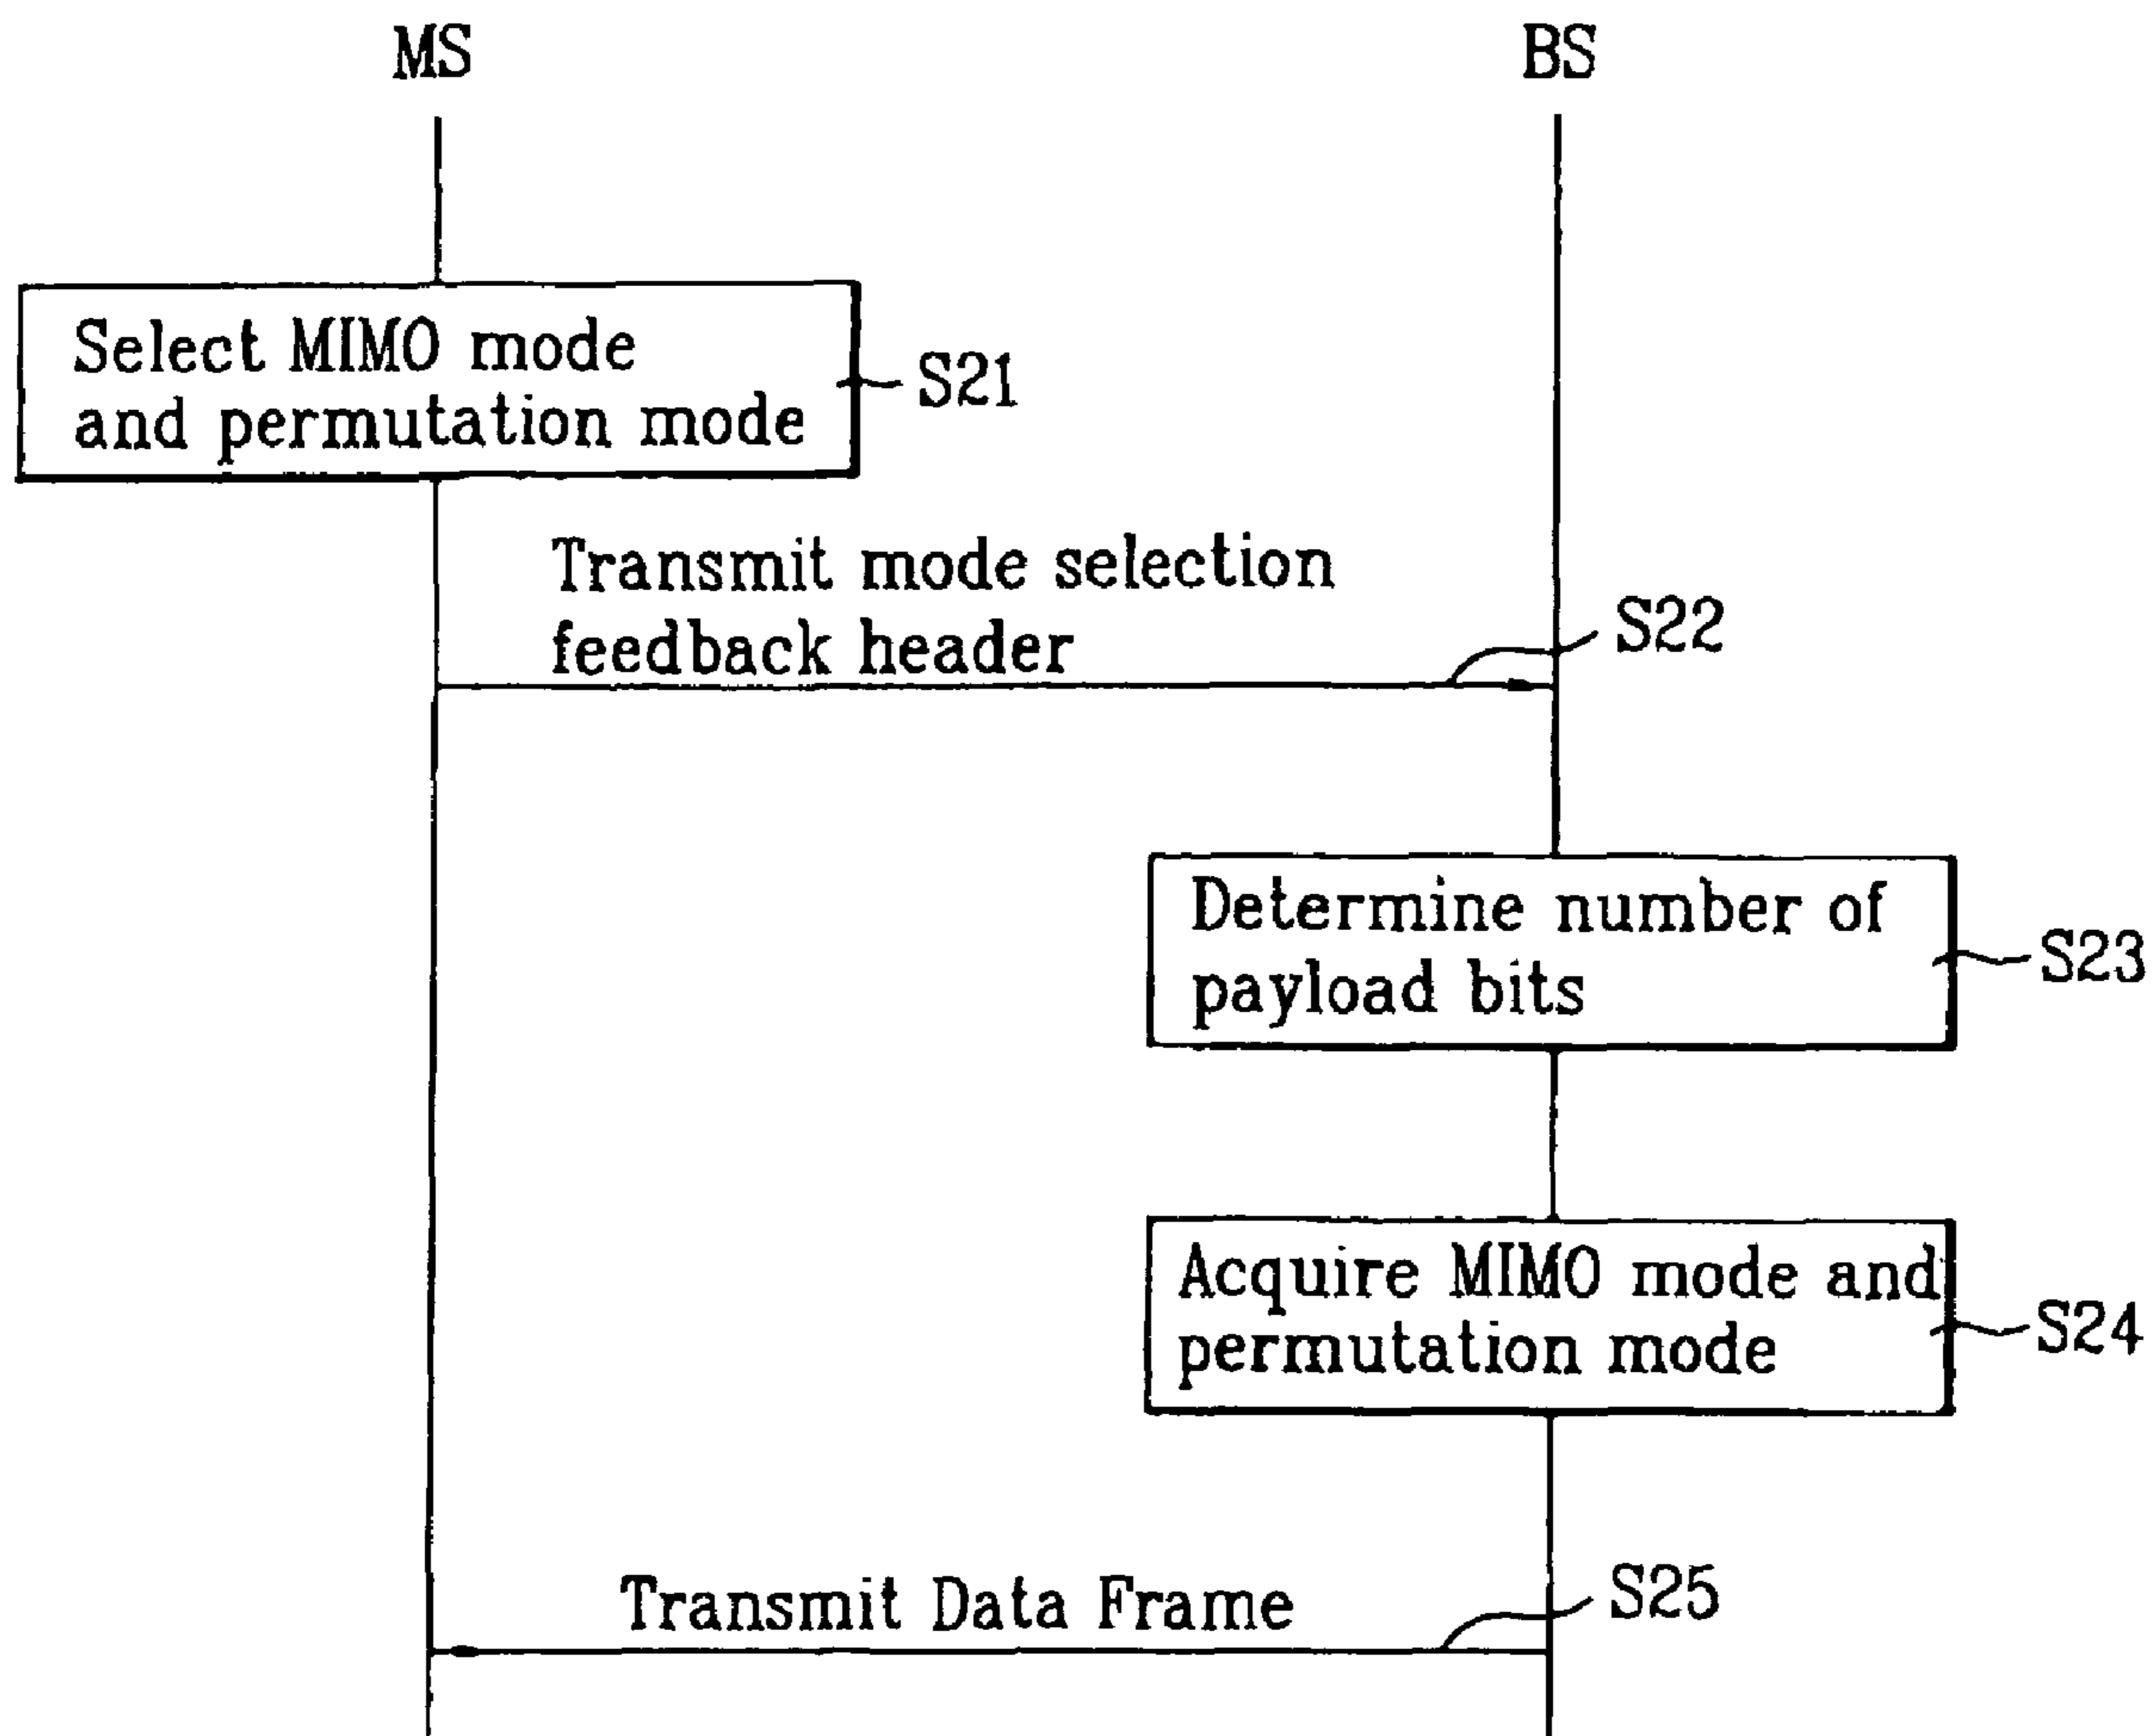 MS
BS
Select MIMO mode
and permutation mode
S21
Transmit mode selection
feedback header
S22
Determine number of
payload bits
S23
Acquire MIMO mode and
permutation mode
S24
Transmit Data Frame
S25